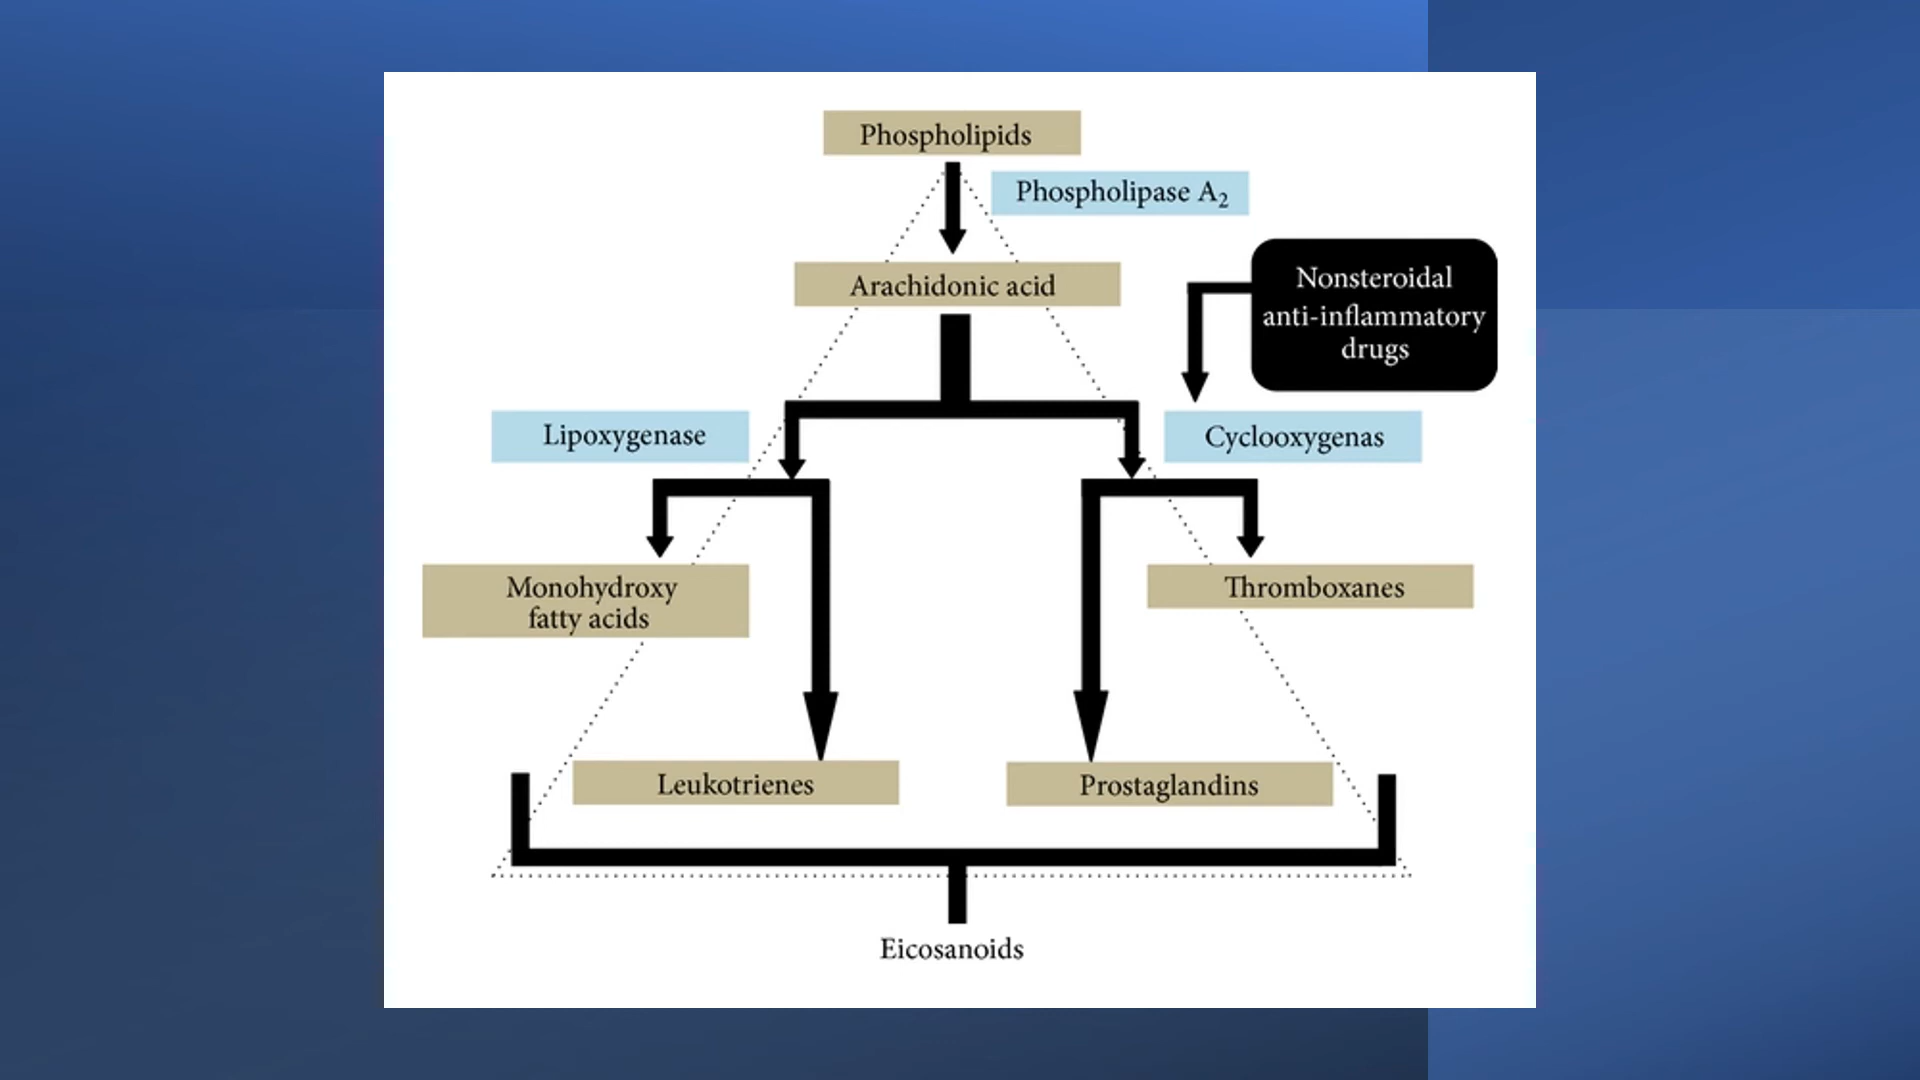 Phospholipids
Phospholipase A₂
Arachidonic acid
Nonsteroidal
anti-inflammatory
drugs
Lipoxygenase
Cyclooxygenas
Monohydroxy
fatty acids
Thromboxanes
Leukotrienes
Prostaglandins
Eicosanoids